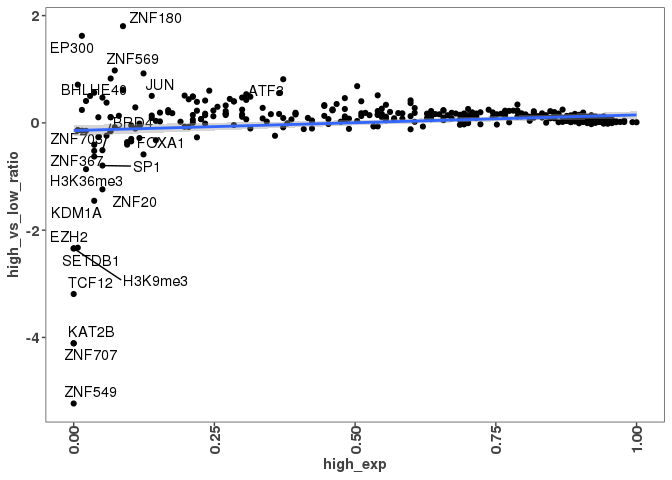 2
ZNF180
EP300
ZNF569
BHLHE40
JUN
ATF3
0
BRD4
ZNF709
FOXA1
ZNF367
SP1
H3K36me3
ZNF20
KDM1A
-2
EZH2
SETDB1
TCF12
H3K9me3
-4
KAT2B
ZNF707
ZNF549
high_vs_low_ratio
0.00
0.25
0.50
0.75
1.00
high_exp